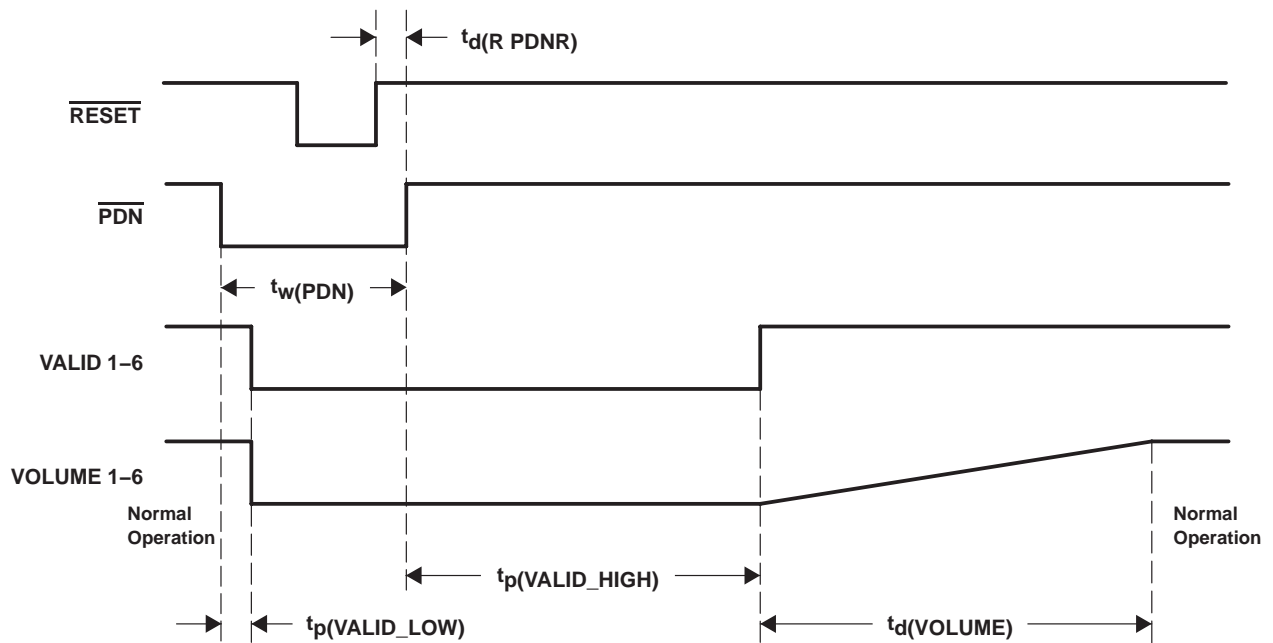 td(R PDNR)
RESET
PDN
tw(PDN)
VALID 1–6
VOLUME 1–6
Normal
Operation
Normal
Operation
tp(VALID_HIGH)
tp(VALID_LOW)
td(VOLUME)